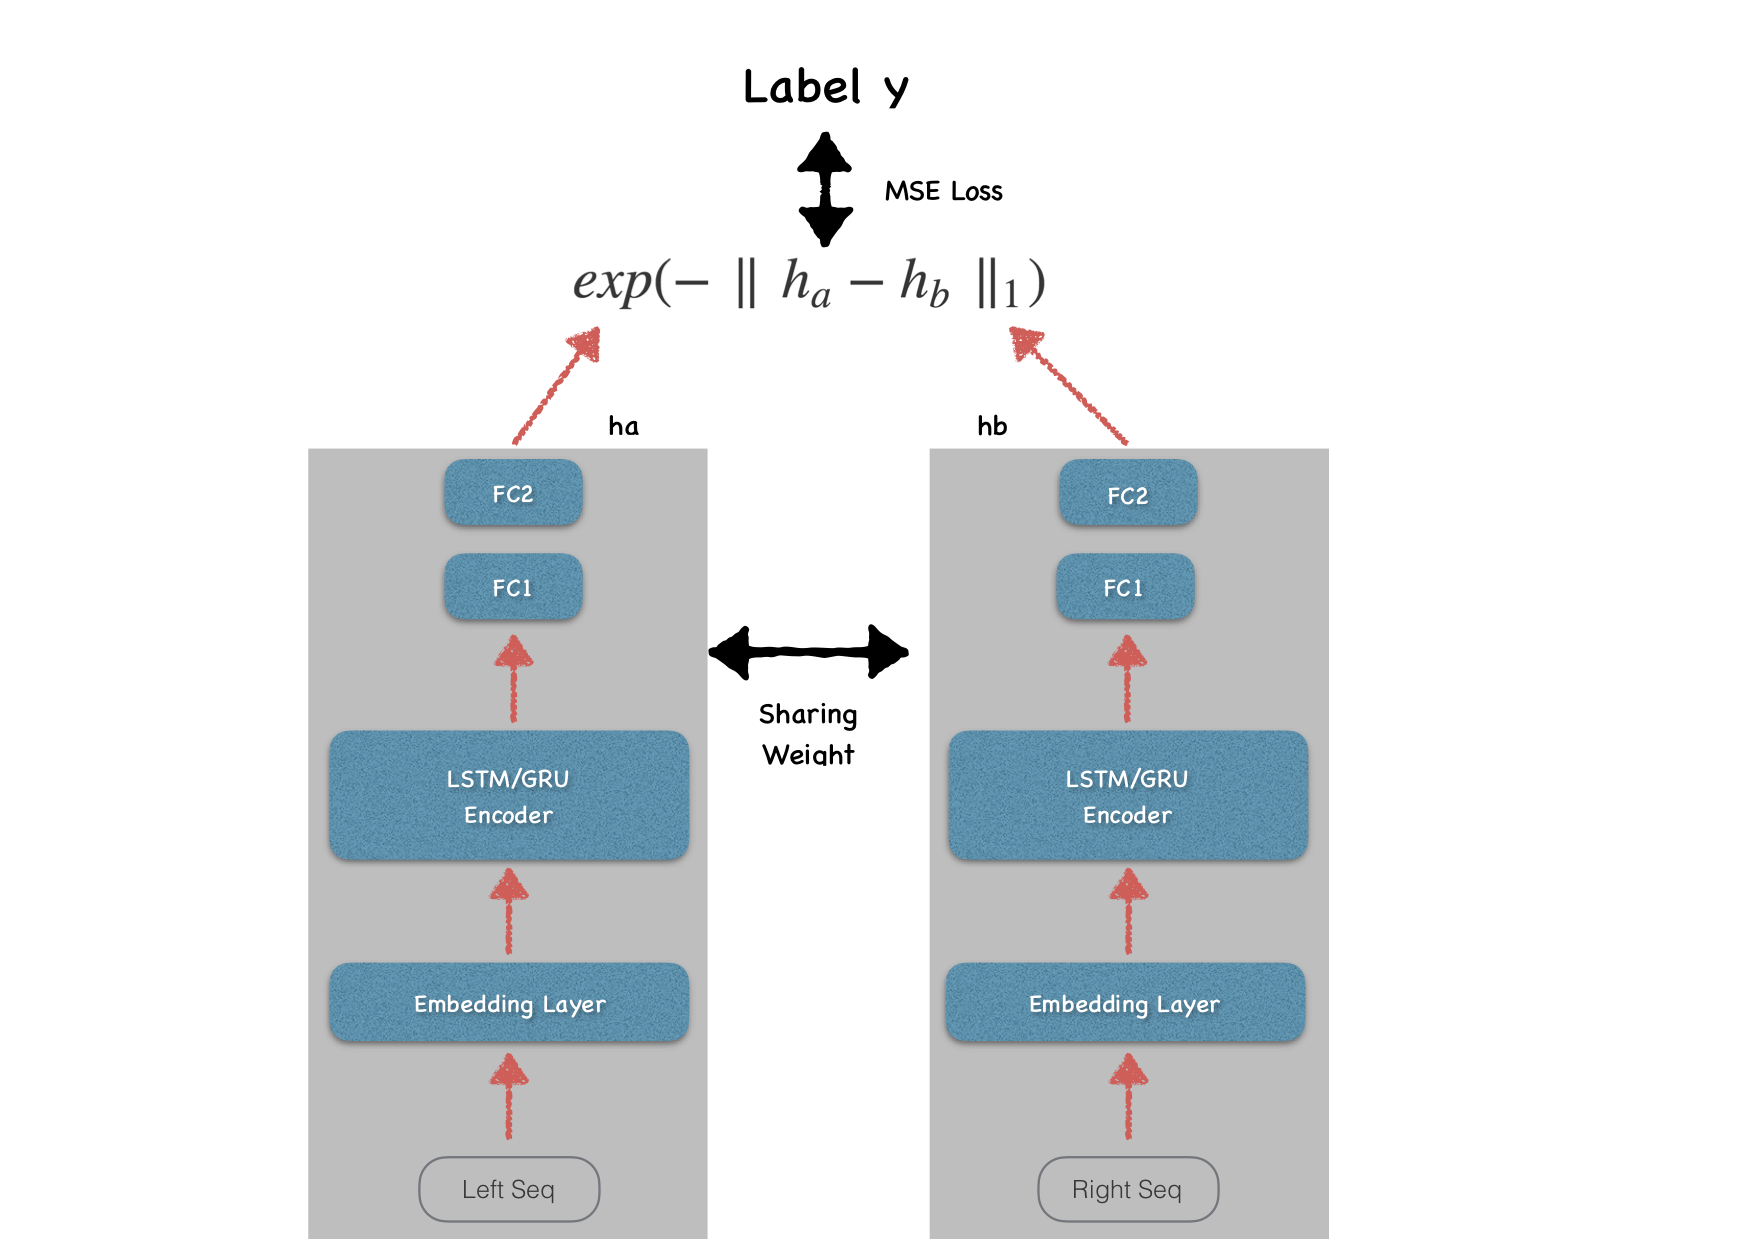 Label y
MSE Loss
exp(− ‖ h_a − h_b ‖_1)
ha
hb
FC2
FC2
FC1
FC1
Sharing
Weight
LSTM/GRU
Encoder
LSTM/GRU
Encoder
Embedding Layer
Embedding Layer
Left Seq
Right Seq